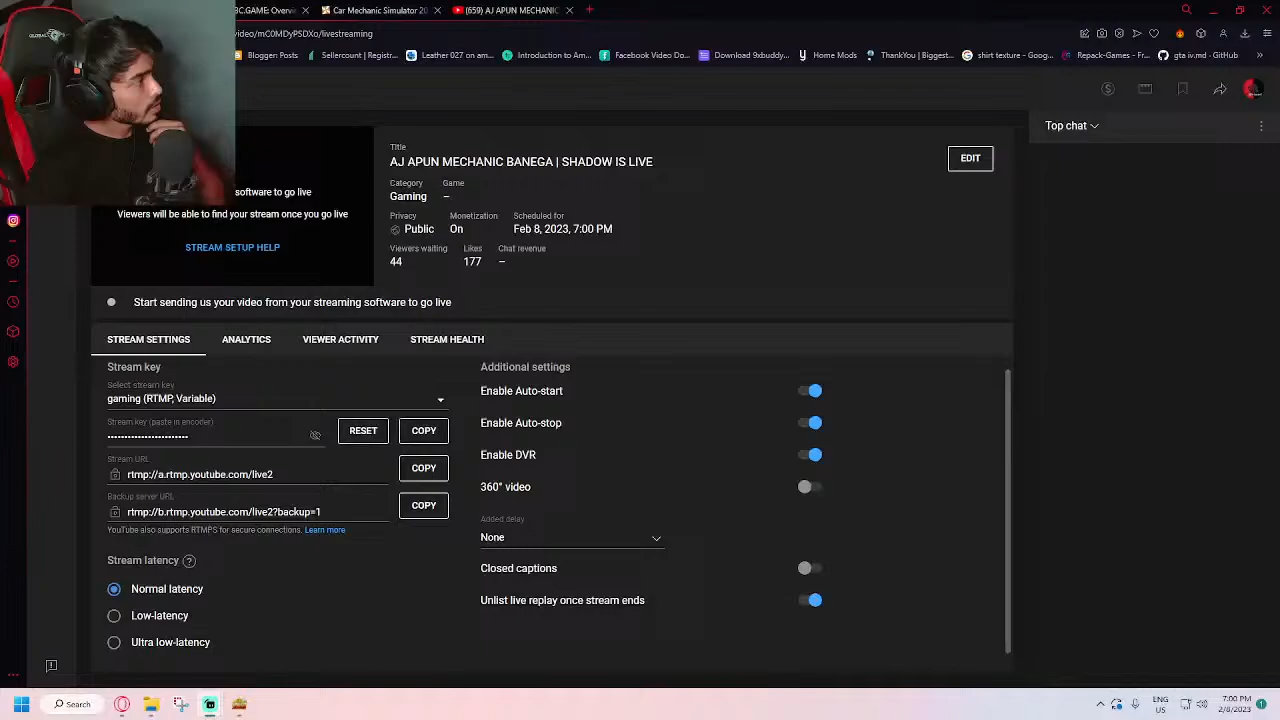 BC.GAME: Overvi
Car Mechanic Simulator 20
(659) AJ APUN MECHANIC
video/mC0MDyPSDXo/livestreaming
Blogger: Posts
Sellercount | Registr...
Leather 027 on am...
Introduction to Am...
Facebook Video Do...
Download 9xbuddy...
Home Mods
ThankYou | Biggest...
shirt texture - Goog...
Repack-Games - Fr...
gta iv.md - GitHub
Top chat
software to go live
Viewers will be able to find your stream once you go live
STREAM SETUP HELP
Title
AJ APUN MECHANIC BANEGA | SHADOW IS LIVE
EDIT
Category Game
Gaming –
Privacy Monetization Scheduled for
Public On Feb 8, 2023, 7:00 PM
Viewers waiting Likes Chat revenue
44 177 –
Start sending us your video from your streaming software to go live
STREAM SETTINGS ANALYTICS VIEWER ACTIVITY STREAM HEALTH
Stream key
Select stream key
gaming (RTMP, Variable)
Stream key (paste in encoder)
RESET COPY
Stream URL
rtmp://a.rtmp.youtube.com/live2
COPY
Backup server URL
rtmp://b.rtmp.youtube.com/live2?backup=1
COPY
YouTube also supports RTMPS for secure connections. Learn more
Stream latency
Normal latency
Low-latency
Ultra low-latency
Additional settings
Enable Auto-start
Enable Auto-stop
Enable DVR
360° video
Added delay
None
Closed captions
Unlist live replay once stream ends
Search
ENG
US
7:00 PM
2/8/2023